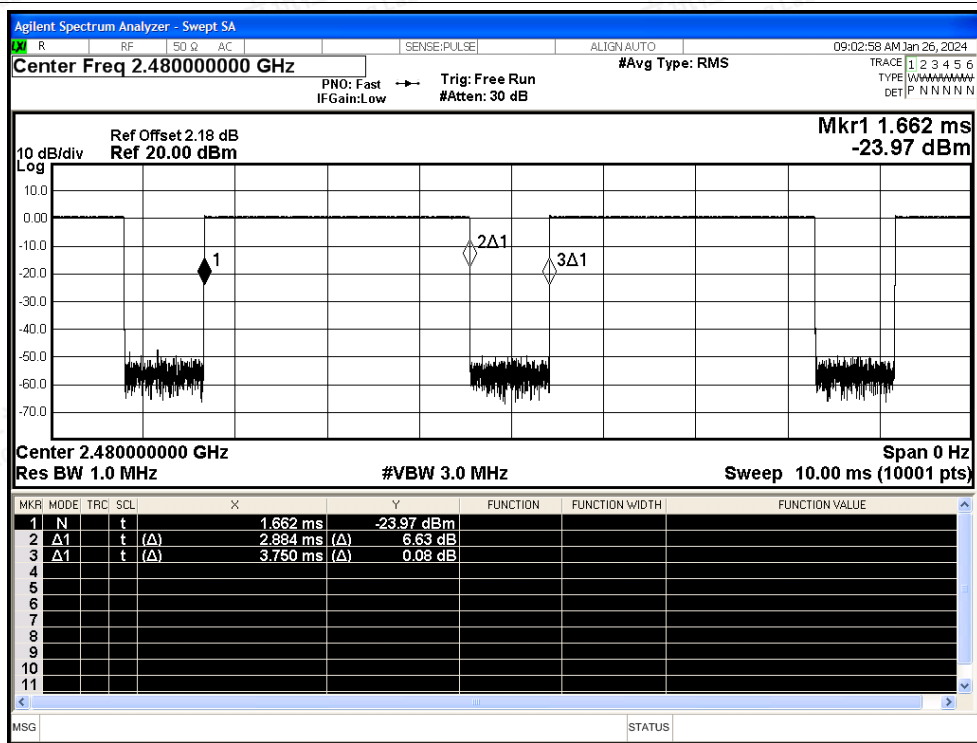 Agilent Spectrum Analyzer - Swept SA
LXI R RF 50 Ω AC SENSE:PULSE ALIGN AUTO 09:02:58 AM Jan 26, 2024
Center Freq 2.480000000 GHz #Avg Type: RMS TRACE 1 2 3 4 5 6
PNO: Fast Trig: Free Run TYPE
IFGain:Low #Atten: 30 dB DET P N N N N N
Mkr1 1.662 ms
Ref Offset 2.18 dB
10 dB/div Ref 20.00 dBm -23.97 dBm
Log
10.0
0.00
-10.0
2Δ1
1
3Δ1
-20.0
-30.0
-40.0
-50.0
-60.0
-70.0
Center 2.480000000 GHz Span 0 Hz
Res BW 1.0 MHz #VBW 3.0 MHz Sweep 10.00 ms (10001 pts)
MKR MODE TRC SCL X Y FUNCTION FUNCTION WIDTH FUNCTION VALUE
1 N t 1.662 ms -23.97 dBm
2 Δ1 t (Δ) 2.884 ms (Δ) 6.63 dB
3 Δ1 t (Δ) 3.750 ms (Δ) 0.08 dB
4
5
6
7
8
9
10
11
MSG STATUS